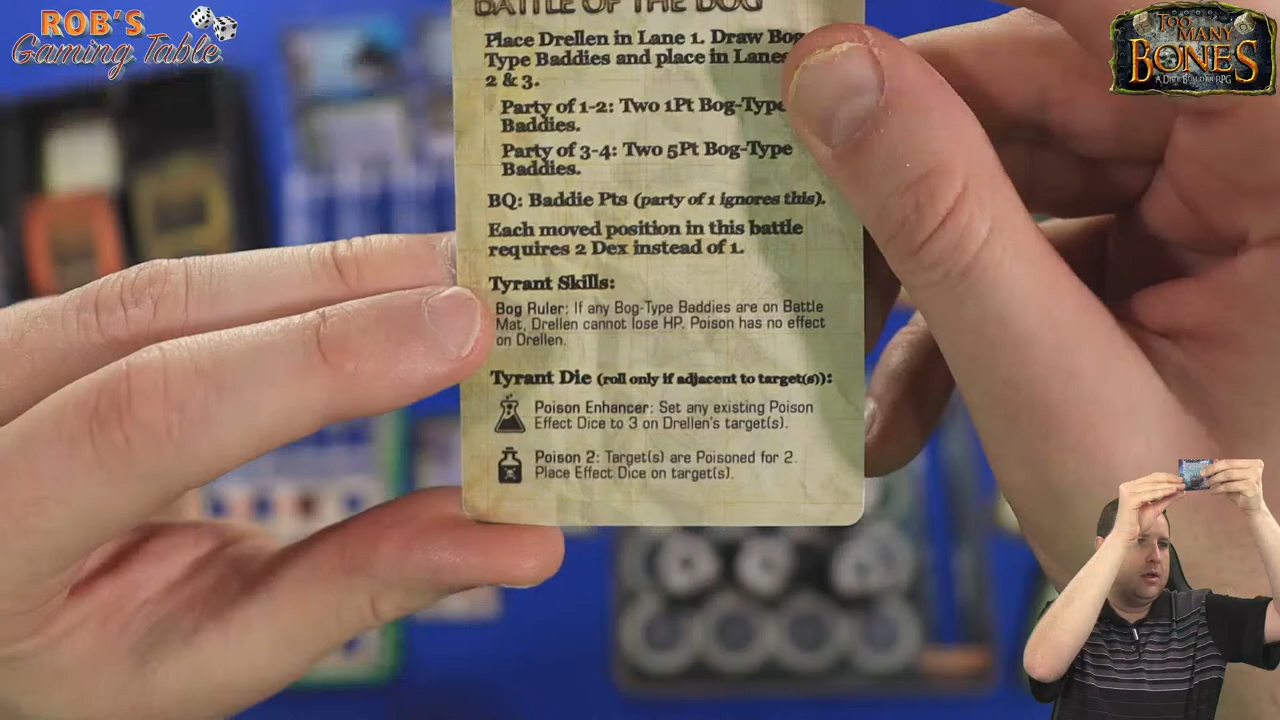 ROB'S
Gaming Table
TOO
MANY
BONES
A DICE BUILDER RPG
BATTLE OF THE BOG
Place Drellen in Lane 1. Draw Bog
Type Baddies and place in Lanes
2 & 3.
Party of 1-2: Two 1Pt Bog-Type
Baddies.
Party of 3-4: Two 5Pt Bog-Type
Baddies.
BQ: Baddie Pts (party of 1 ignores this).
Each moved position in this battle
requires 2 Dex instead of 1.
Tyrant Skills:
Bog Ruler: If any Bog-Type Baddies are on Battle
Mat, Drellen cannot lose HP. Poison has no effect
on Drellen.
Tyrant Die (roll only if adjacent to target(s)):
Poison Enhancer: Set any existing Poison
Effect Dice to 3 on Drellen's target(s).
Poison 2: Target(s) are Poisoned for 2.
Place Effect Dice on target(s).